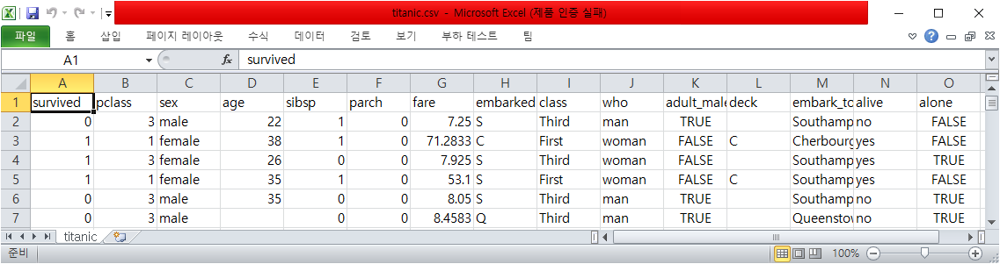 titanic.csv - Microsoft Excel (제품 인증 실패)
파일 홈 삽입 페이지 레이아웃 수식 데이터 검토 보기 부하 테스트 팀
A1 fx survived
A B C D E F G H I J K L M N O
1 survived pclass sex age sibsp parch fare embarked class who adult_male deck embark_to alive alone
2 0 3 male 22 1 0 7.25 S Third man TRUE Southamp no FALSE
3 1 1 female 38 1 0 71.2833 C First woman FALSE C Cherbourg yes FALSE
4 1 3 female 26 0 0 7.925 S Third woman FALSE Southamp yes TRUE
5 1 1 female 35 1 0 53.1 S First woman FALSE C Southamp yes FALSE
6 0 3 male 35 0 0 8.05 S Third man TRUE Southamp no TRUE
7 0 3 male 0 0 8.4583 Q Third man TRUE Queenstow no TRUE
titanic
준비 100%